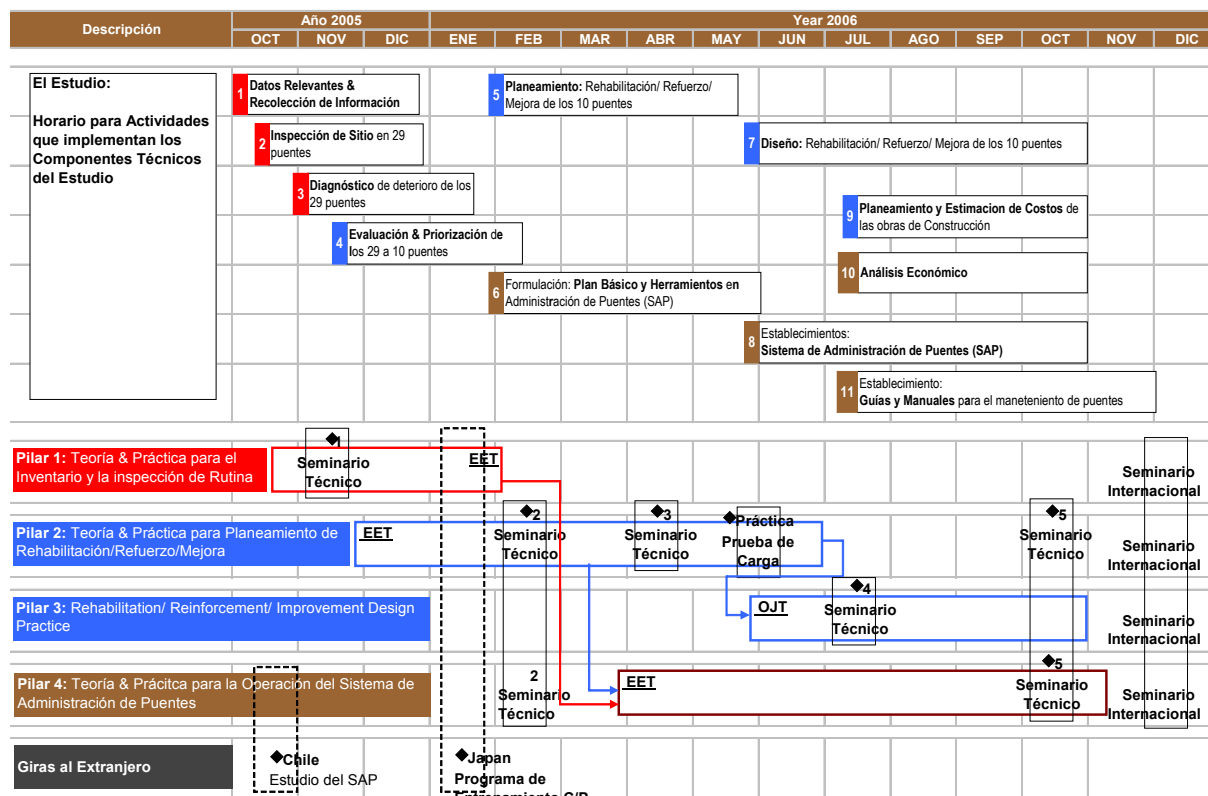 Descripción
Año 2005
Year 2006
OCT NOV DIC ENE FEB MAR ABR MAY JUN JUL AGO SEP OCT NOV DIC
El Estudio:
Horario para Actividades
que implementan los
Componentes Técnicos
del Estudio
1 Datos Relevantes &
Recolección de Información
2 Inspección de Sitio en 29
puentes
3 Diagnóstico de deterioro de los
29 puentes
4 Evaluación & Priorización de
los 29 a 10 puentes
5 Planeamiento: Rehabilitación/ Refuerzo/
Mejora de los 10 puentes
6 Formulación: Plan Básico y Herramientos en
Administración de Puentes (SAP)
7 Diseño: Rehabilitación/ Refuerzo/ Mejora de los 10 puentes
9 Planeamiento y Estimacion de Costos de
las obras de Construcción
10 Análisis Económico
8 Establecimientos:
Sistema de Administración de Puentes (SAP)
11 Establecimiento:
Guías y Manuales para el maneteniento de puentes
Pilar 1: Teoría & Práctica para el
Inventario y la inspección de Rutina
1
Seminario
Técnico
EET
Seminario
Internacional
Pilar 2: Teoría & Práctica para Planeamiento de
Rehabilitación/Refuerzo/Mejora
EET
2
Seminario
Técnico
3
Seminario
Técnico
Práctica
Prueba de
Carga
5
Seminario
Técnico
Seminario
Internacional
Pilar 3: Rehabilitation/ Reinforcement/ Improvement Design
Practice
OJT
4
Seminario
Técnico
Seminario
Internacional
Pilar 4: Teoría & Prácitca para la Operación del Sistema de
Administración de Puentes
2
Seminario
Técnico
EET
5
Seminario
Técnico
Seminario
Internacional
Giras al Extranjero
Chile
Estudio del SAP
Japan
Programa de
Entrenamiento C/P